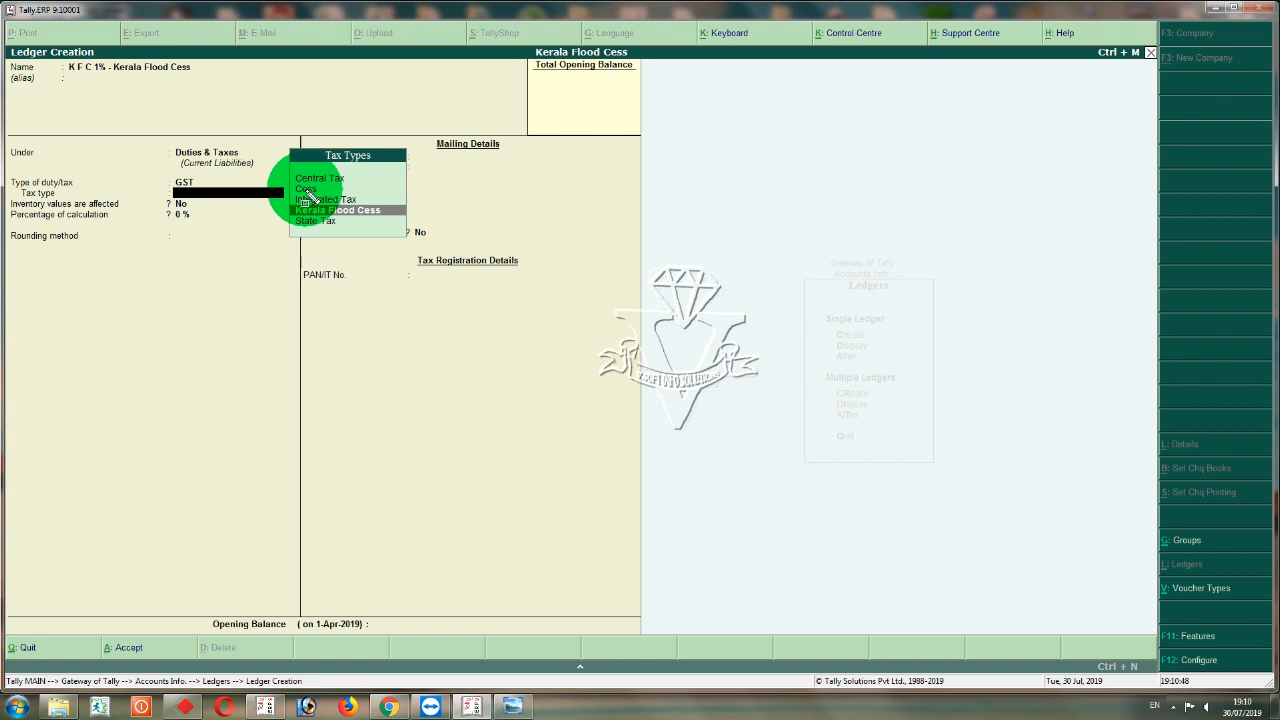 Tally.ERP 9:10001
P: Print
E: Export
M: E-Mail
O: Upload
S: TallyShop
G: Language
K: Keyboard
K: Control Centre
H: Support Centre
H: Help
F3: Company
Ledger Creation
Kerala Flood Cess
Ctrl + M
F3: New Company
Name : K F C 1% - Kerala Flood Cess
(alias) :
Total Opening Balance
Under : Duties & Taxes
(Current Liabilities)
Type of duty/tax : GST
Tax type :
Inventory values are affected ? No
Percentage of calculation ? 0 %
Rounding method :
Mailing Details
Tax Types
Central Tax
Cess
Integrated Tax
Kerala Flood Cess
State Tax
? No
Tax Registration Details
PAN/IT No. :
Gateway of Tally ...
Accounts Info. ...
Ledgers
Single Ledger
Create
Display
Alter
Multiple Ledgers
CReate
DIsplay
AlTer
Quit
L: Details
B: Set Chq Books
S: Set Chq Printing
G: Groups
L: Ledgers
V: Voucher Types
F11: Features
F12: Configure
Opening Balance ( on 1-Apr-2019) :
Q: Quit
A: Accept
D: Delete
Ctrl + N
Tally MAIN --> Gateway of Tally --> Accounts Info. --> Ledgers --> Ledger Creation
© Tally Solutions Pvt Ltd., 1988-2019
Tue, 30 Jul, 2019
19:10:48
EN
19:10
30/07/2019